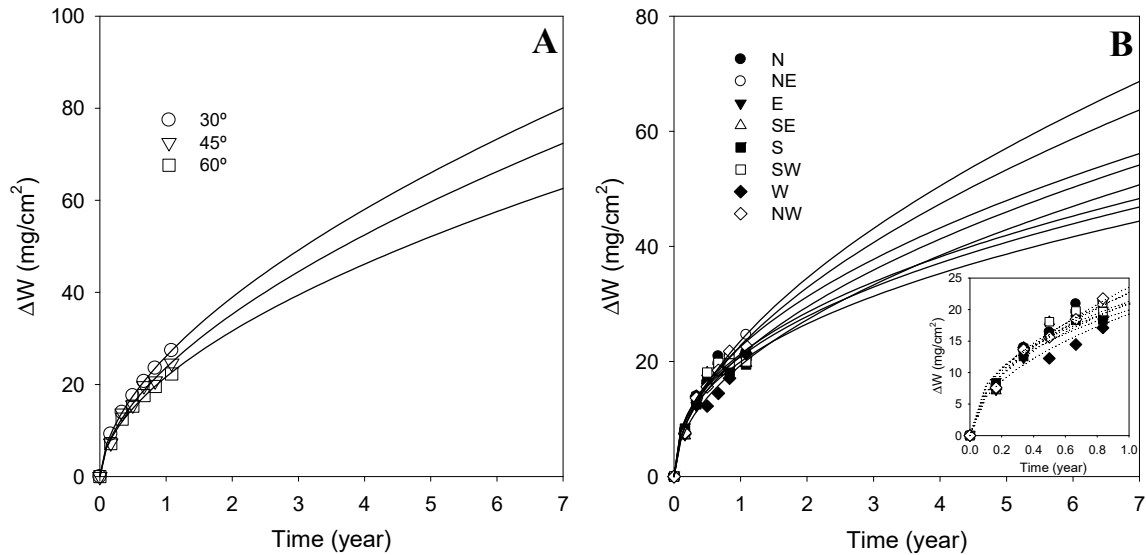 A
100
80
60
40
20
0
ΔW (mg/cm²)
30º
45º
60º
0 1 2 3 4 5 6 7
Time (year)
B
80
60
40
20
0
ΔW (mg/cm²)
N
NE
E
SE
S
SW
W
NW
0 1 2 3 4 5 6 7
Time (year)
25
20
15
10
5
0
ΔW (mg/cm²)
0.0 0.2 0.4 0.6 0.8 1.0
Time (year)